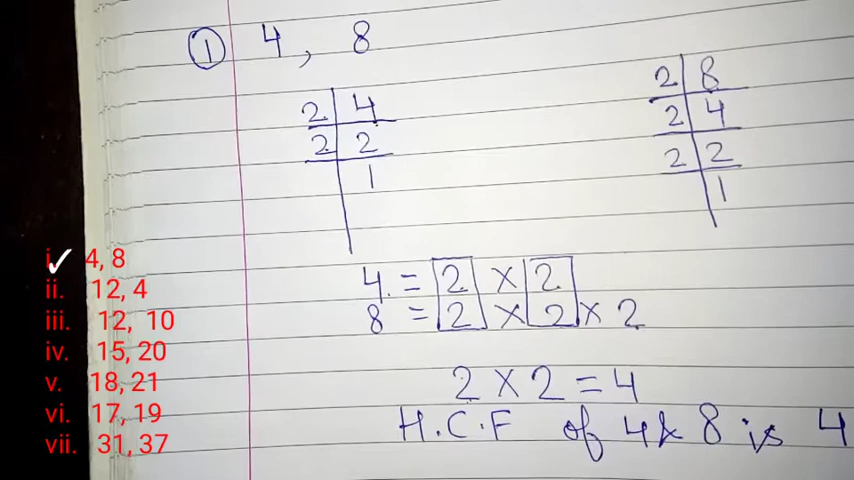 1 4 , 8
2 4
2 2
1
2 8
2 4
2 2
1
4 = 2 × 2
8 = 2 × 2 × 2
2 × 2 = 4
H.C.F of 4 & 8 is 4
i. 4, 8
ii. 12, 4
iii. 12, 10
iv. 15, 20
v. 18, 21
vi. 17, 19
vii. 31, 37